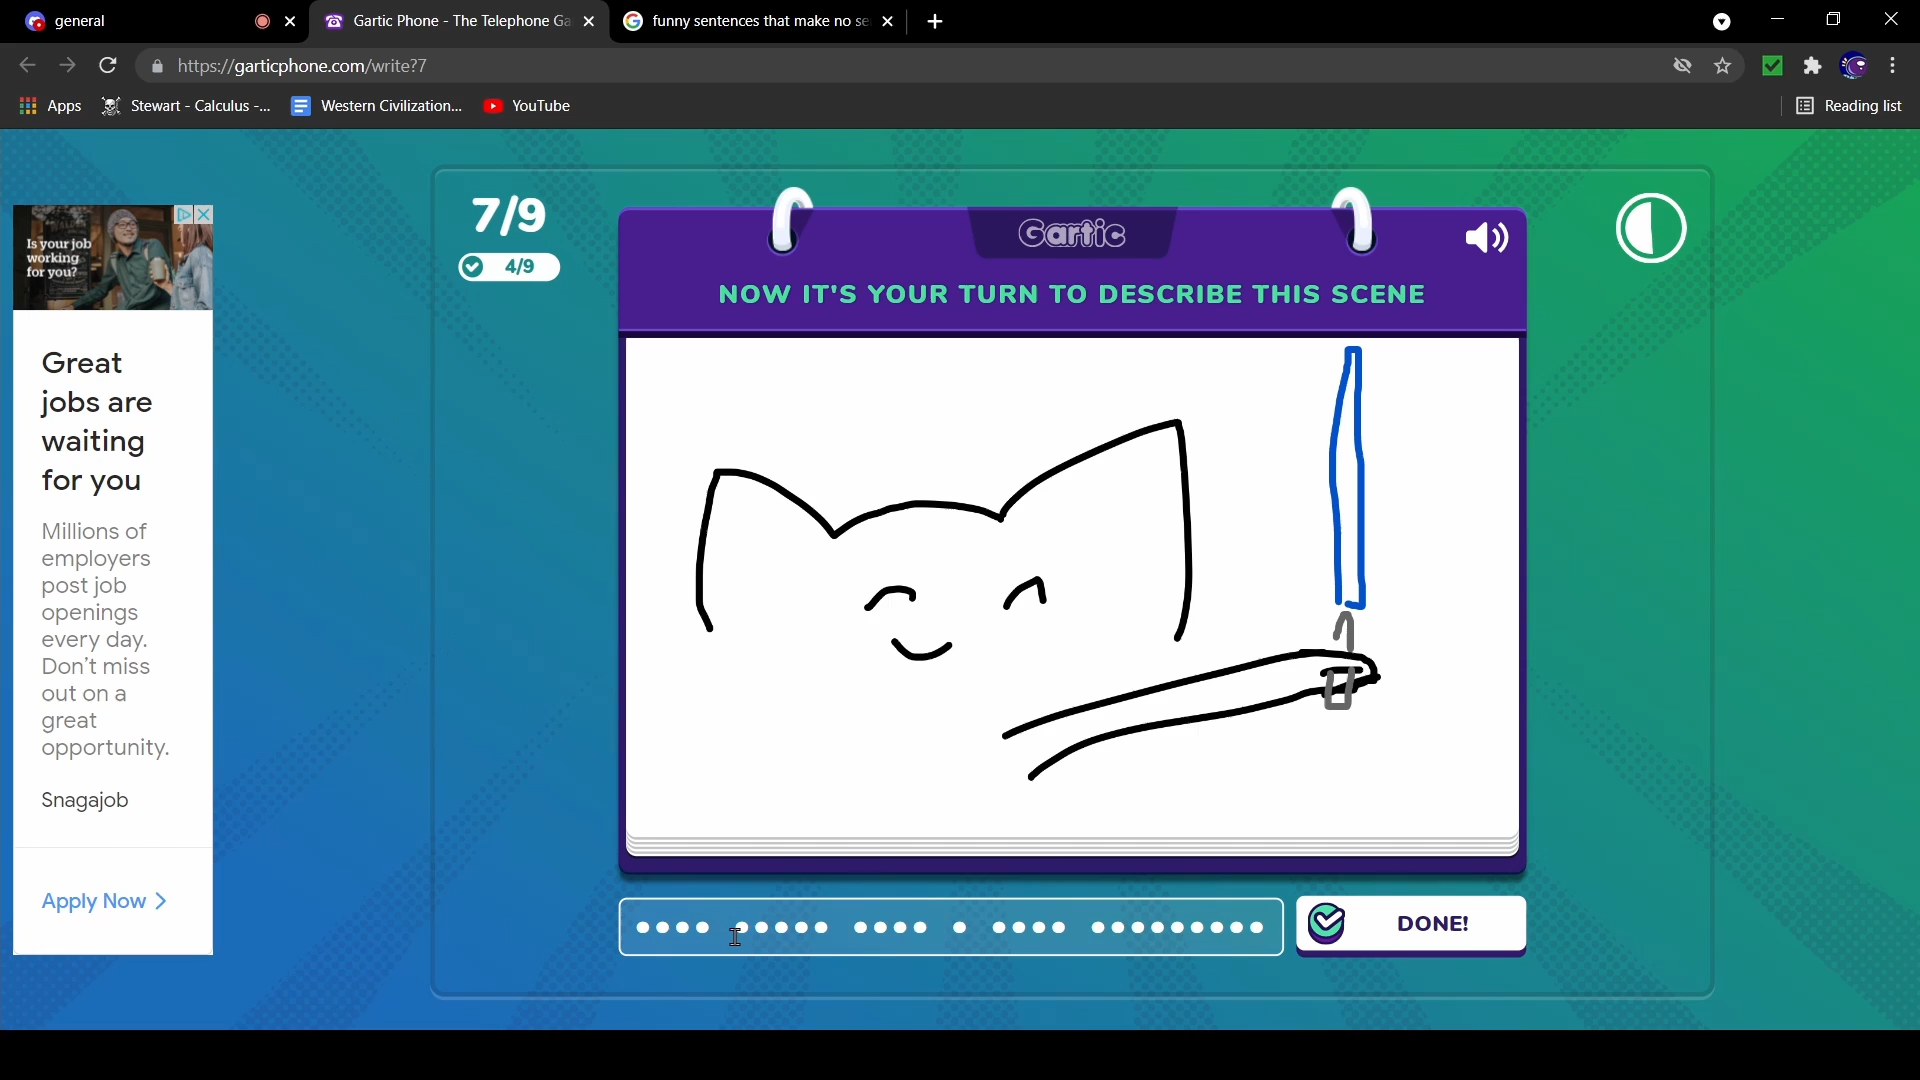 general
Gartic Phone - The Telephone Ga
funny sentences that make no se
https://garticphone.com/write?7
Apps
Stewart - Calculus -...
Western Civilization...
YouTube
Reading list
7/9
4/9
Gartic
NOW IT'S YOUR TURN TO DESCRIBE THIS SCENE
Is your job
working
for you?
Great
jobs are
waiting
for you
Millions of
employers
post job
openings
every day.
Don't miss
out on a
great
opportunity.
Snagajob
Apply Now
DONE!